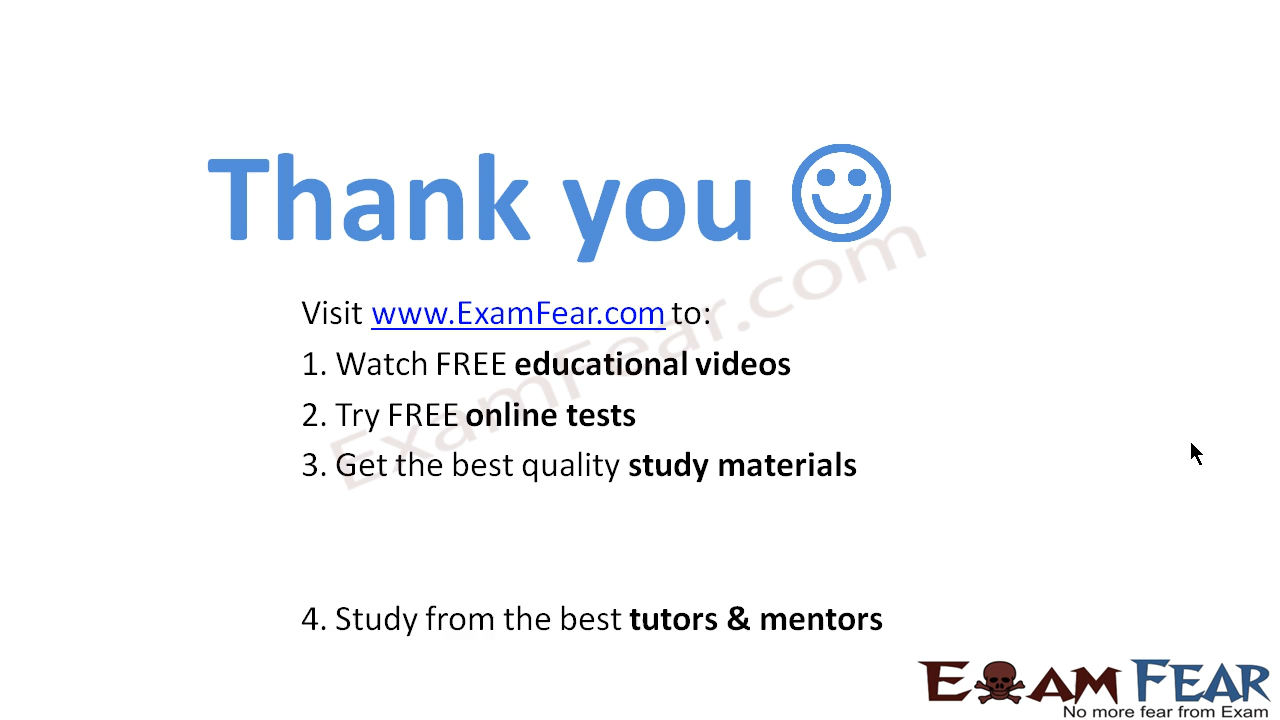 Thank you ☺
Visit www.ExamFear.com to:
1. Watch FREE educational videos
2. Try FREE online tests
3. Get the best quality study materials
4. Study from the best tutors & mentors
ExamFear.com
EXAM FEAR
No more fear from Exam